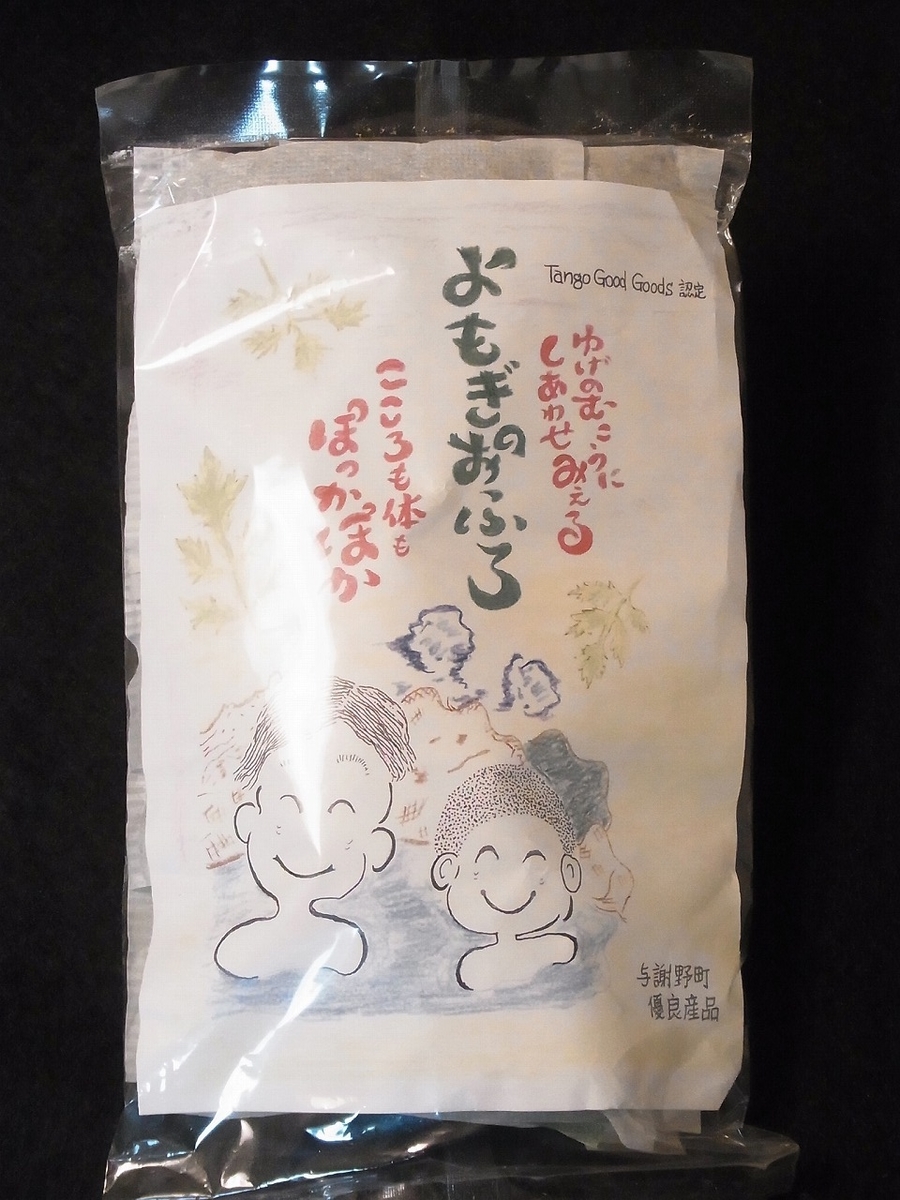 Tango Good Goods 認定
ゆげのむこうに
しあわせみえる
よもぎのおふろ
こころも体も
ぽっかぽか
与謝野町
優良産品